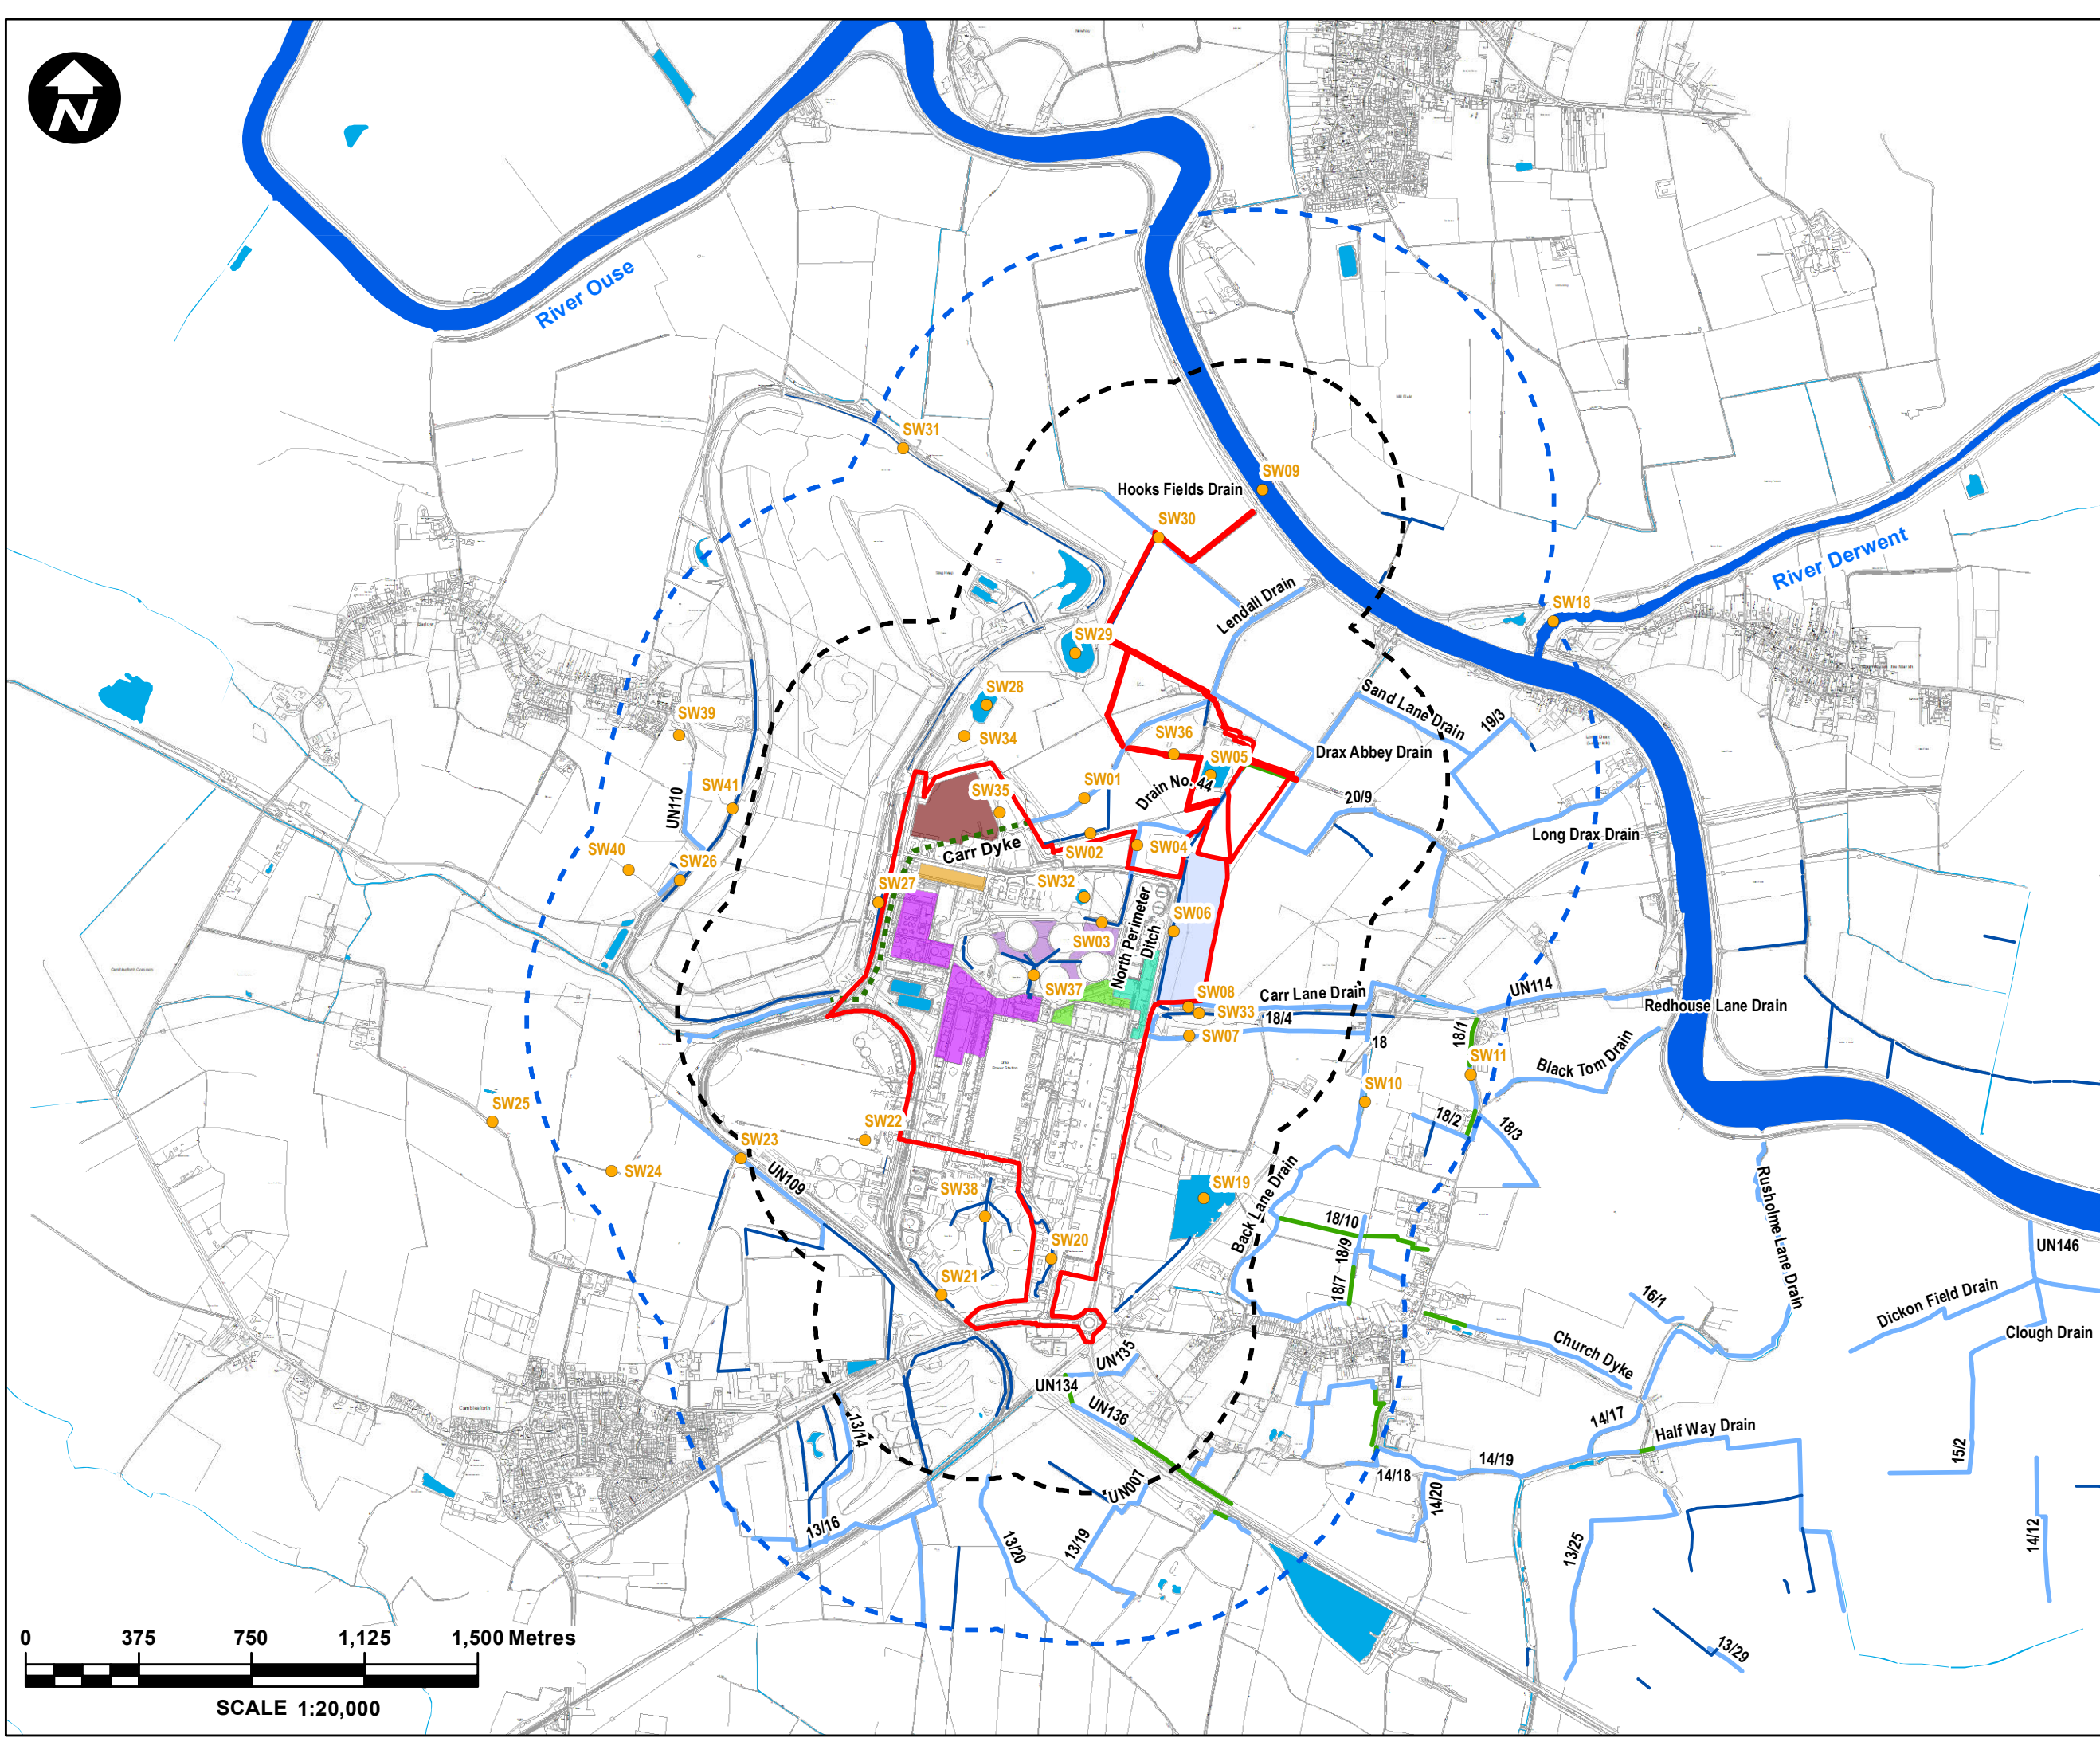 N
River Ouse
SW31
SW09
Hooks Fields Drain
SW30
River Derwent
Lendall Drain
SW18
SW29
SW28
Sand Lane Drain
19/3
SW39
SW34
SW36
Drax Abbey Drain
SW05
SW01
Drain No. 44
SW35
UN110
SW41
20/9
Long Drax Drain
Carr Dyke
SW02
SW04
SW40
SW26
SW32
SW27
North Perimeter
Ditch
SW06
SW03
SW37
SW08
Carr Lane Drain
UN114
SW33
Redhouse Lane Drain
18/4
18/1
SW07
18
SW11
Black Tom Drain
SW10
SW25
SW22
18/2
18/3
SW23
SW24
UN109
SW19
Rusholme Lane Drain
SW38
Back Lane Drain
18/10
18/9
SW20
UN146
18/7
SW21
16/1
Dickon Field Drain
Clough Drain
Church Dyke
UN135
UN134
UN136
13/14
14/17
Half Way Drain
15/2
14/19
14/18
UN007
14/20
13/16
13/20
13/19
13/25
14/12
13/29
0 375 750 1,125 1,500 Metres
SCALE 1:20,000